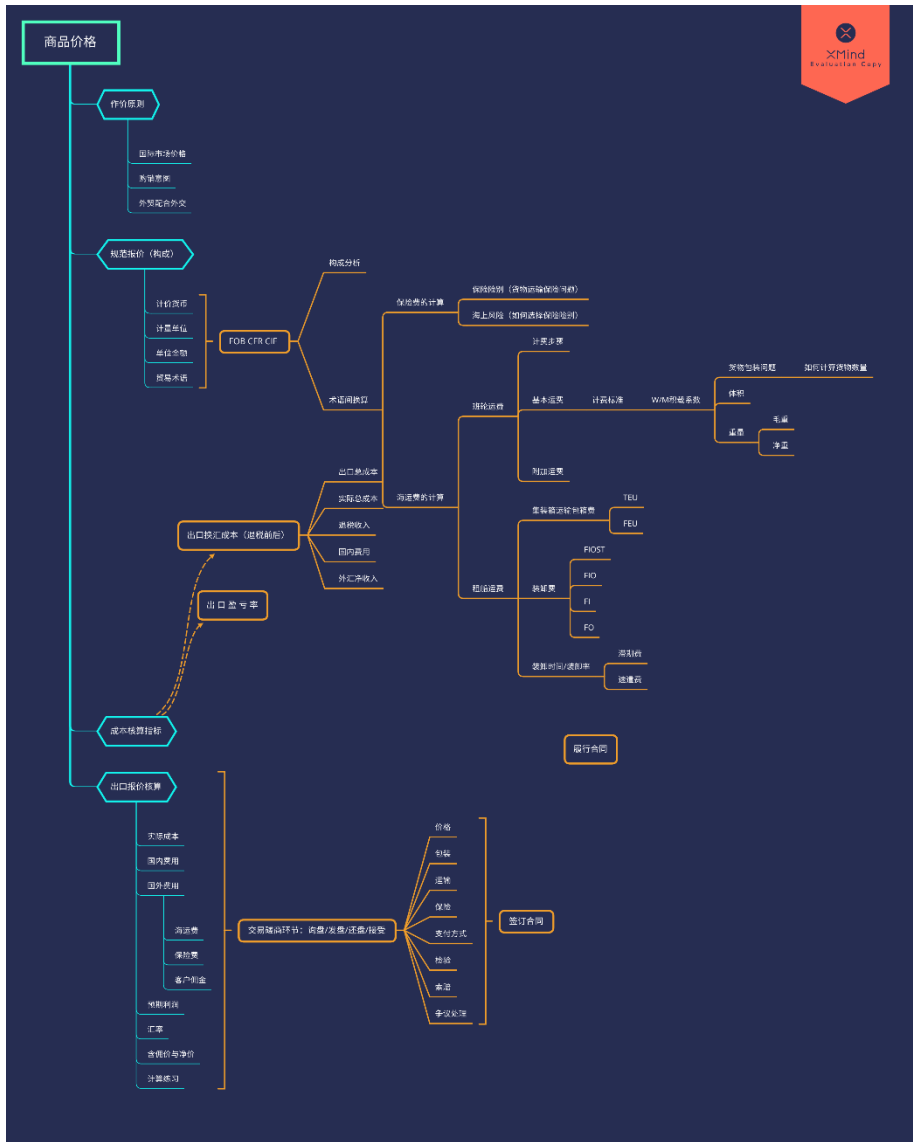 商品价格
XMind
Evaluation Copy
作价原则
国际市场价格
购销意图
外贸配合外交
规范报价（构成）
计价货币
计量单位
单位金额
贸易术语
FOB CFR CIF
构成分析
术语间换算
保险费的计算
保险险别（货物运输保险问题）
海上风险（如何选择保险险别）
海运费的计算
班轮运费
计费步骤
基本运费
计费标准
W/M积载系数
货物包装问题
如何计算货物数量
体积
重量
毛重
净重
附加运费
租船运费
集装箱运输包箱费
TEU
FEU
装卸费
FIOST
FIO
FI
FO
装卸时间/装卸率
滞期费
速遣费
出口换汇成本（退税前后）
出口总成本
实际总成本
退税收入
国内费用
外汇净收入
出口盈亏率
成本核算指标
履行合同
出口报价核算
实际成本
国内费用
国外费用
海运费
保险费
客户佣金
预期利润
汇率
含佣价与净价
计算练习
交易磋商环节：询盘/发盘/还盘/接受
价格
包装
运输
保险
支付方式
检验
索赔
争议处理
签订合同